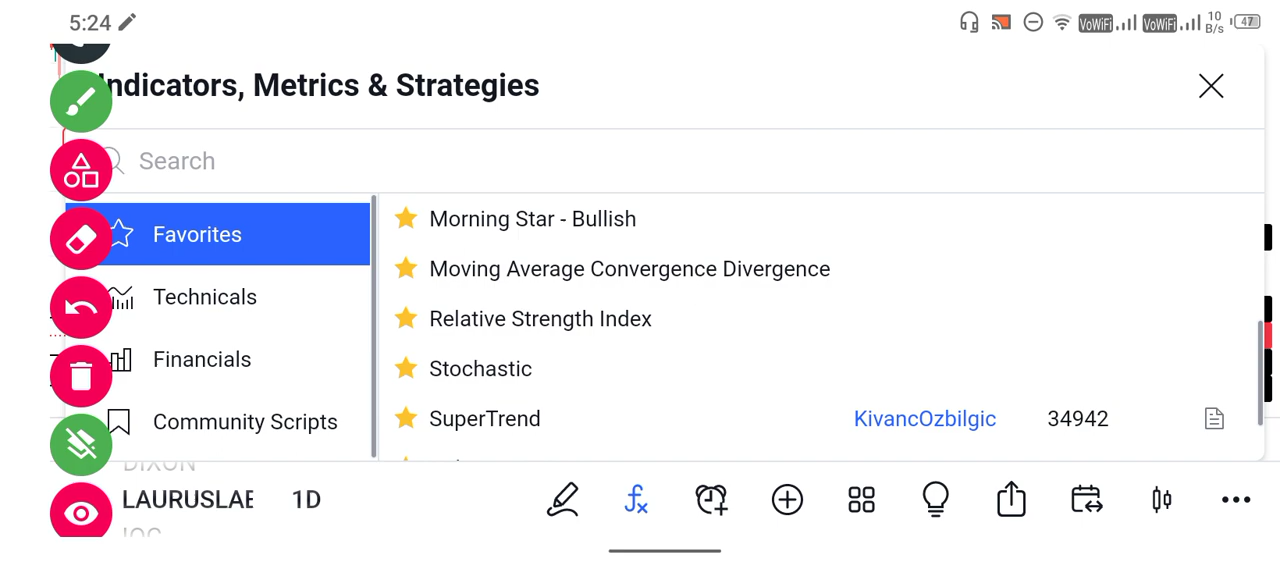 5:24
VoWiFi VoWiFi 10 B/s 47
Indicators, Metrics & Strategies
Search
Favorites
Technicals
Financials
Community Scripts
Morning Star - Bullish
Moving Average Convergence Divergence
Relative Strength Index
Stochastic
SuperTrend KivancOzbilgic 34942
DIXON
LAURUSLAE 1D
IOC
fx